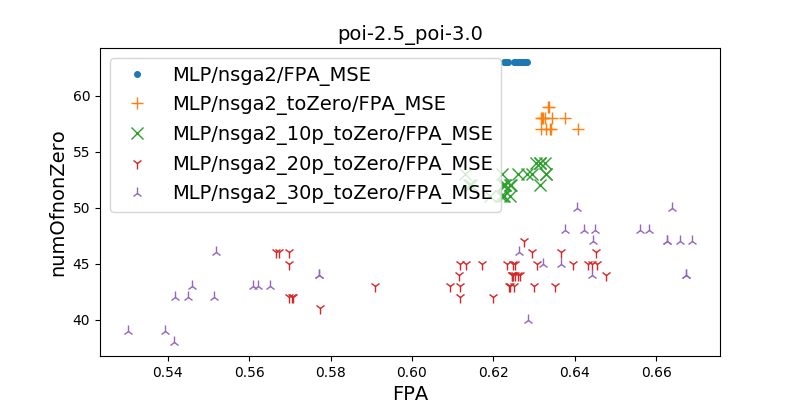 poi-2.5_poi-3.0
MLP/nsga2/FPA_MSE
MLP/nsga2_toZero/FPA_MSE
MLP/nsga2_10p_toZero/FPA_MSE
MLP/nsga2_20p_toZero/FPA_MSE
MLP/nsga2_30p_toZero/FPA_MSE
numOfnonZero
60
55
50
45
40
0.54 0.56 0.58 0.60 0.62 0.64 0.66
FPA